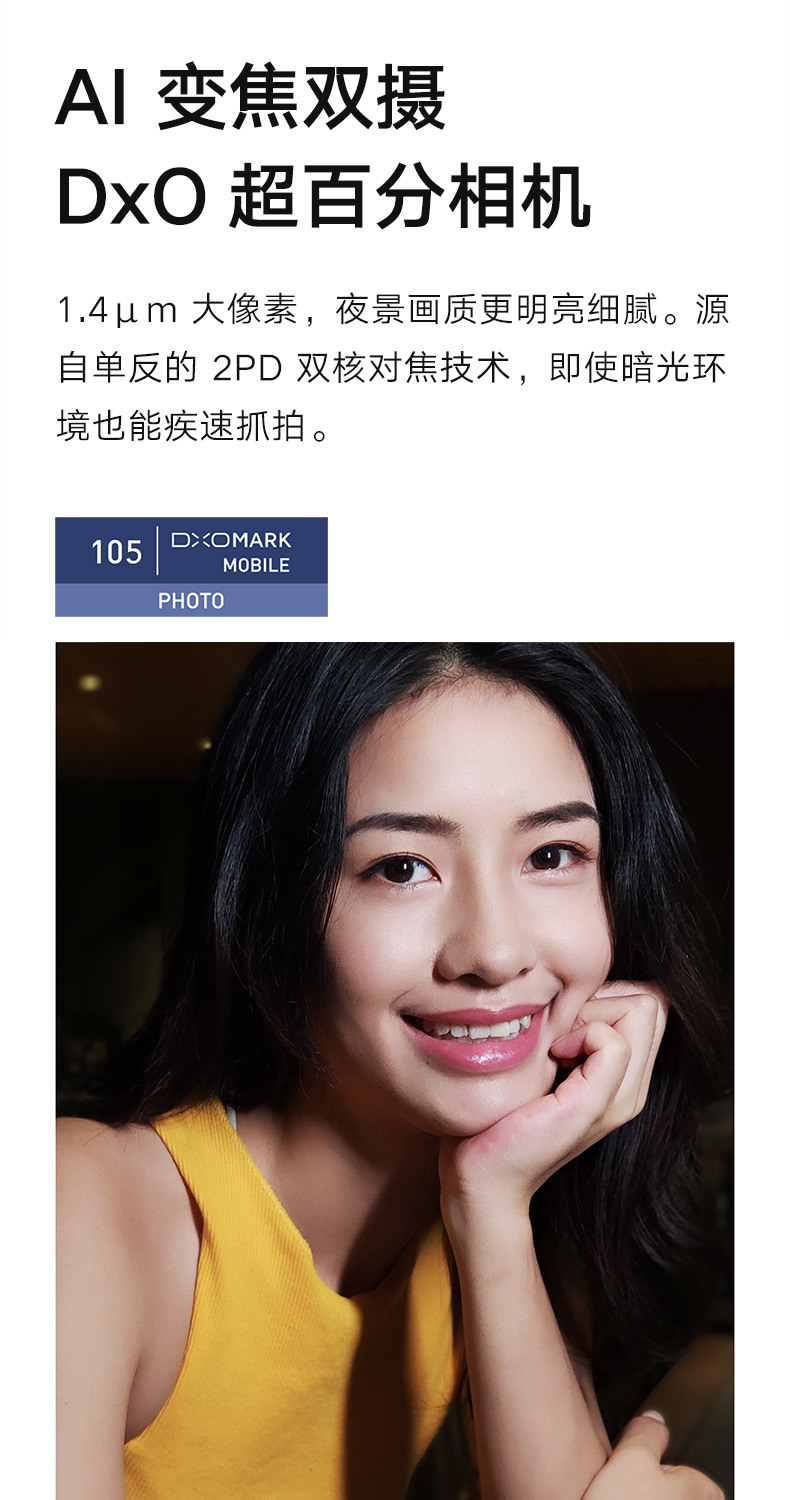 AI 变焦双摄
DxO 超百分相机
1.4μm 大像素，夜景画质更明亮细腻。源
自单反的 2PD 双核对焦技术，即使暗光环
境也能疾速抓拍。
105 DXOMARK
MOBILE
PHOTO